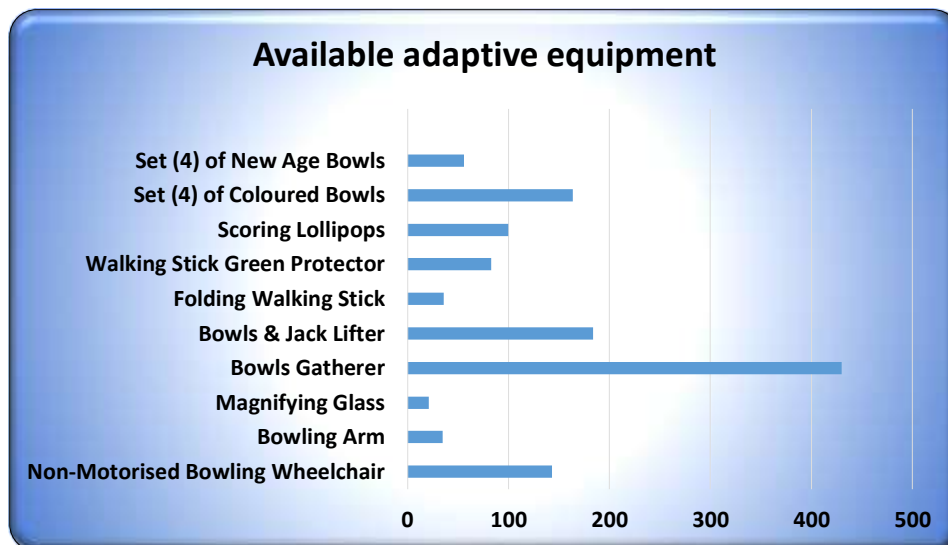 Available adaptive equipment
Set (4) of New Age Bowls
Set (4) of Coloured Bowls
Scoring Lollipops
Walking Stick Green Protector
Folding Walking Stick
Bowls & Jack Lifter
Bowls Gatherer
Magnifying Glass
Bowling Arm
Non-Motorised Bowling Wheelchair
0 100 200 300 400 500